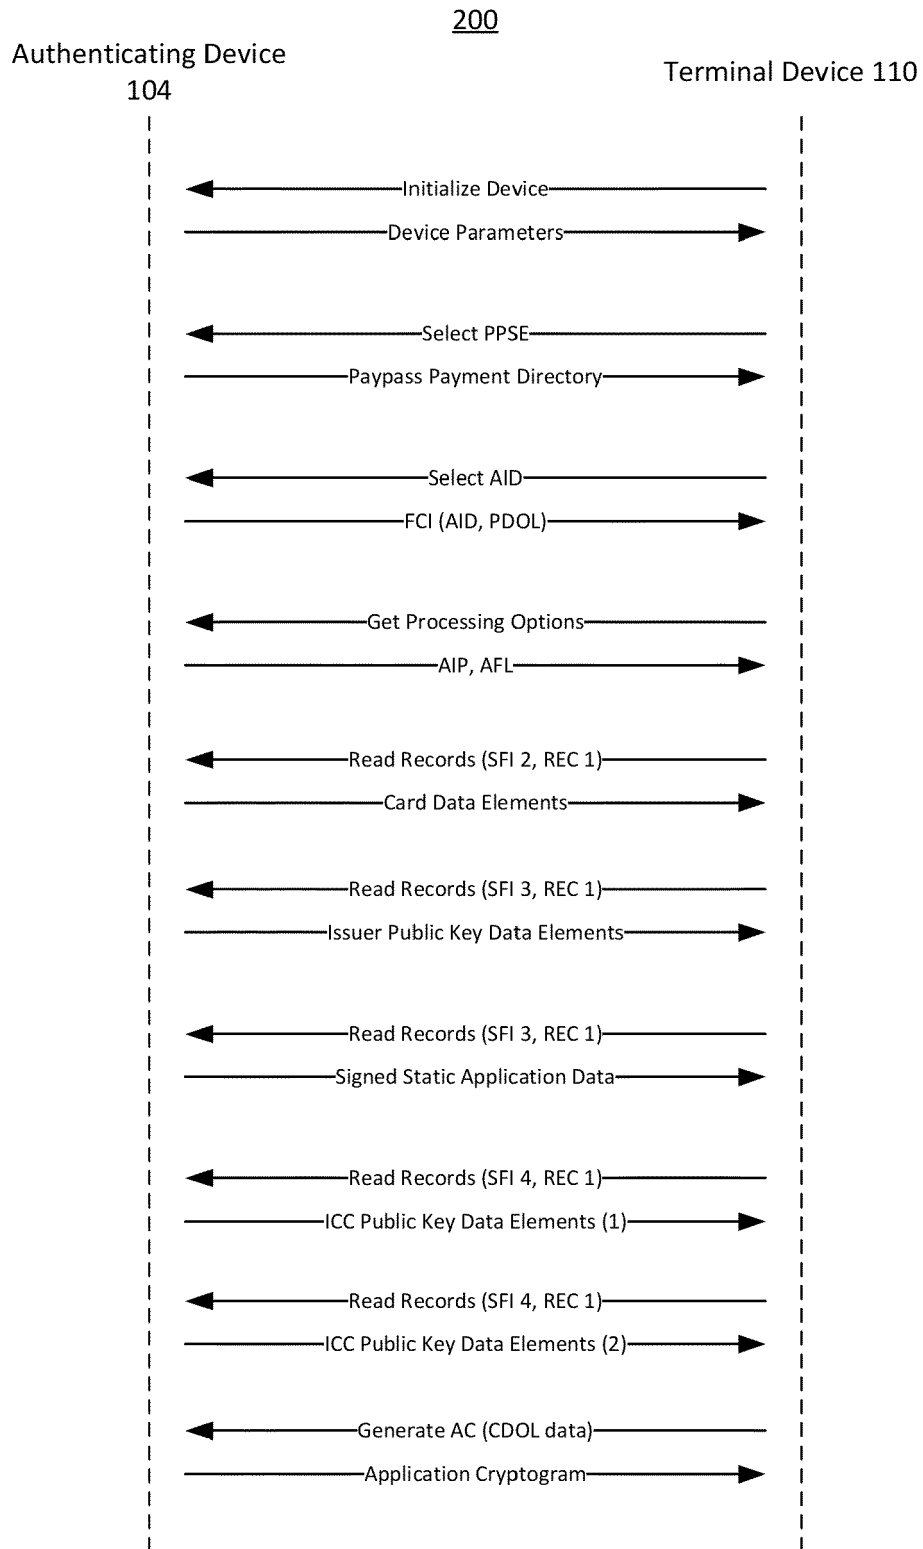 200
Authenticating Device
104
Terminal Device 110
Initialize Device
Device Parameters
Select PPSE
Paypass Payment Directory
Select AID
FCI (AID, PDOL)
Get Processing Options
AIP, AFL
Read Records (SFI 2, REC 1)
Card Data Elements
Read Records (SFI 3, REC 1)
Issuer Public Key Data Elements
Read Records (SFI 3, REC 1)
Signed Static Application Data
Read Records (SFI 4, REC 1)
ICC Public Key Data Elements (1)
Read Records (SFI 4, REC 1)
ICC Public Key Data Elements (2)
Generate AC (CDOL data)
Application Cryptogram